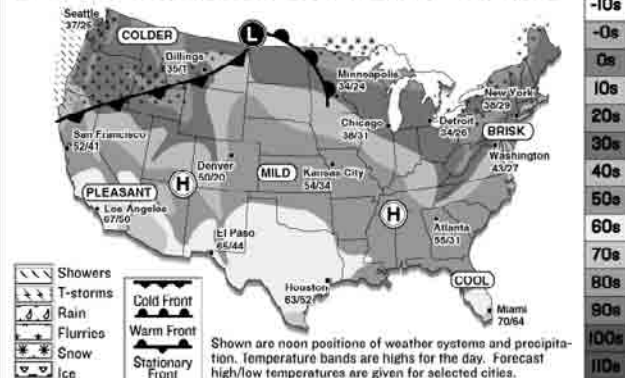 Seattle
37/26
COLDER
L
Billings
35/1
Minneapolis
34/24
New York
38/29
San Francisco
52/41
Chicago
38/31
Detroit
34/26
BRISK
Washington
43/27
Denver
50/20
MILD
Kansas City
54/34
PLEASANT
H
Los Angeles
67/50
H
Atlanta
55/31
El Paso
65/44
COOL
Houston
63/52
Miami
70/64
Showers
T-storms
Rain
Flurries
Snow
Ice
Cold Front
Warm Front
Stationary
Front
Shown are noon positions of weather systems and precipita-
tion. Temperature bands are highs for the day. Forecast
high/low temperatures are given for selected cities.
-10s
-0s
0s
10s
20s
30s
40s
50s
60s
70s
80s
90s
100s
110s